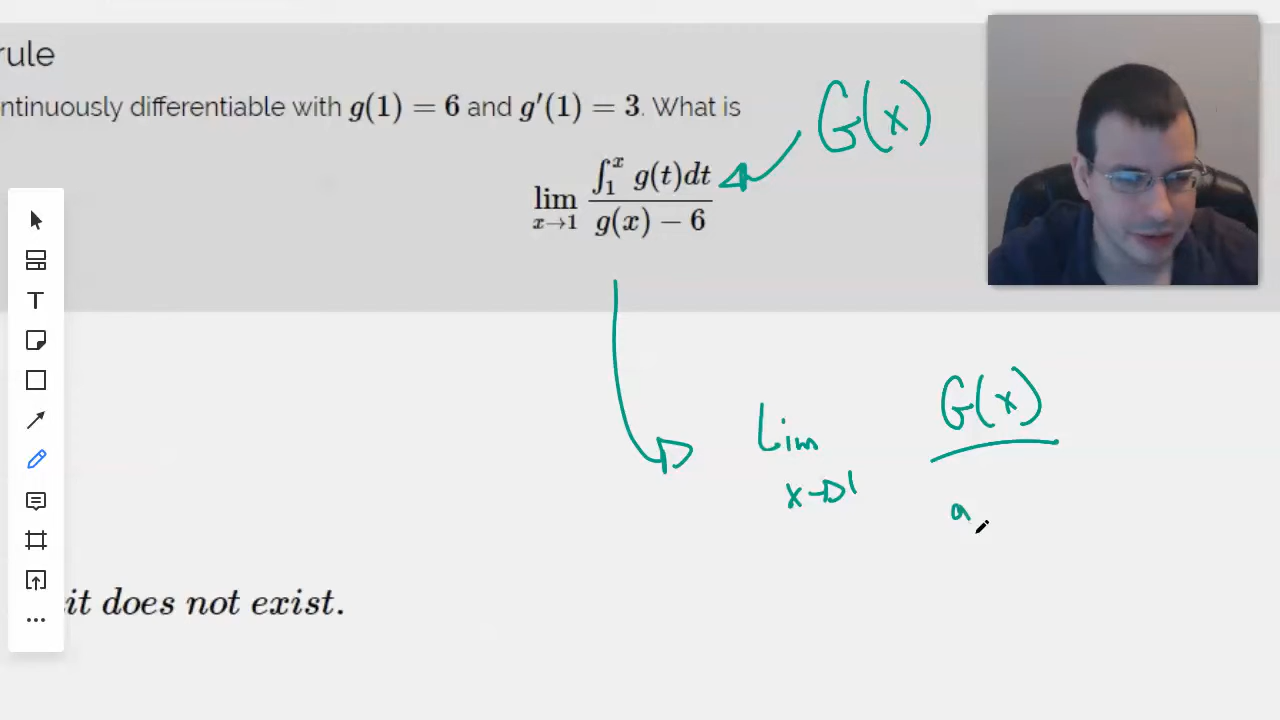 rule
ntinuously differentiable with g(1) = 6 and g′(1) = 3. What is
G(x)
lim x→1 ∫₁ˣ g(t)dt / g(x) − 6
T
Lim x→1 G(x)
it does not exist.